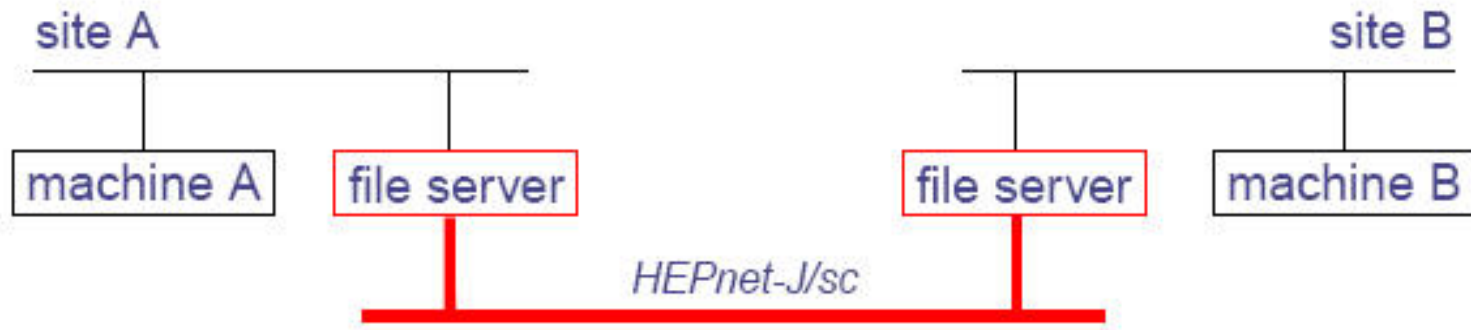 site A
site B
machine A
file server
file server
machine B
HEPnet-J/sc